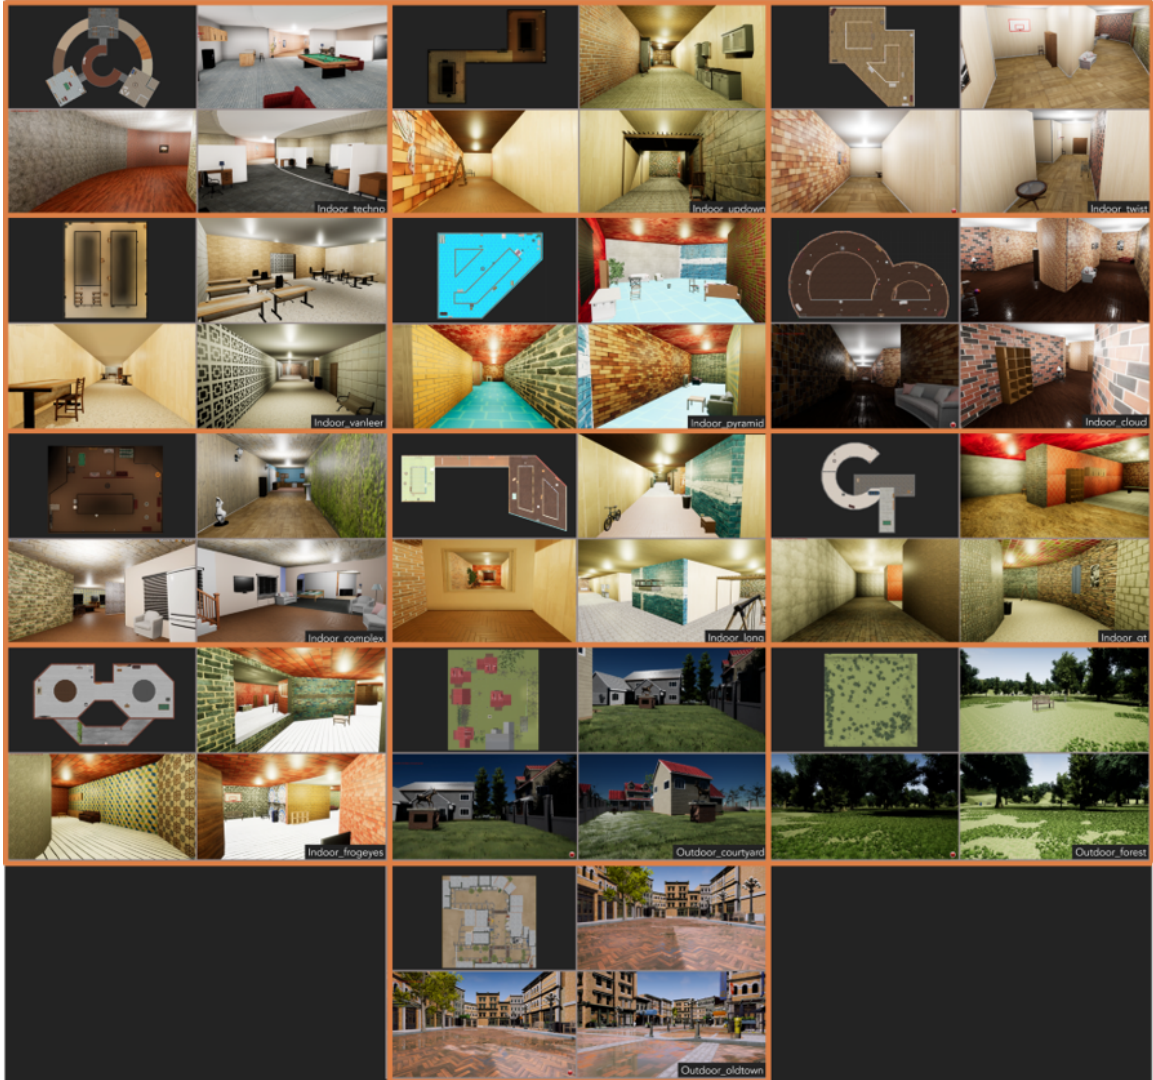 Indoor_techno
Indoor_updown
Indoor_twist
Indoor_vanleer
Indoor_pyramid
Indoor_cloud
Indoor_complex
Indoor_long
Indoor_gt
Indoor_frogeyes
Outdoor_courtyard
Outdoor_forest
Outdoor_oldtown